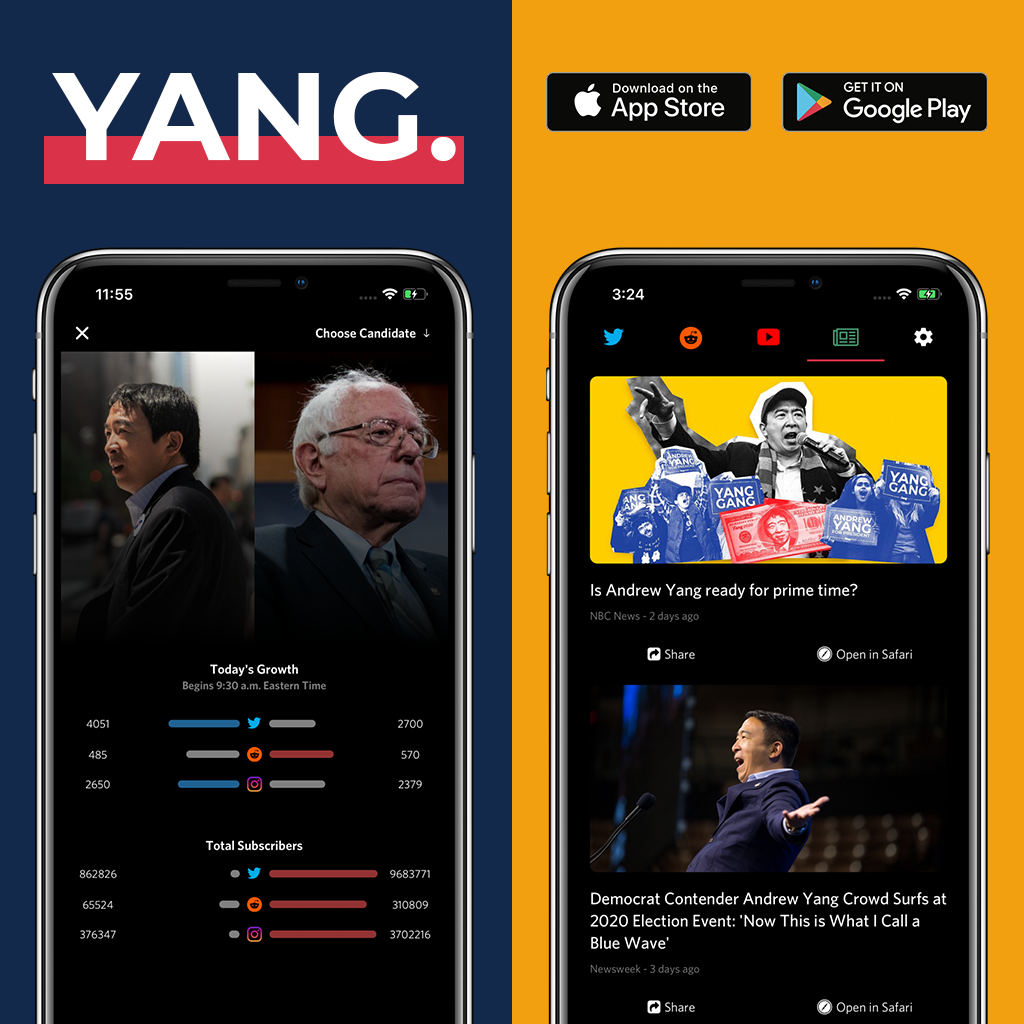 YANG.
Download on the
App Store
GET IT ON
Google Play
11:55
Choose Candidate ↓
Today's Growth
Begins 9:30 a.m. Eastern Time
4051 2700
485 570
2650 2379
Total Subscribers
862826 9683771
65524 310809
376347 3702216
3:24
ANDREW
YANG
FOR PRESIDENT
YANG
GANG
YANG
GANG
ANDREW
YANG
FOR PRESIDENT
Is Andrew Yang ready for prime time?
NBC News - 2 days ago
Share
Open in Safari
Democrat Contender Andrew Yang Crowd Surfs at
2020 Election Event: 'Now This is What I Call a
Blue Wave'
Newsweek - 3 days ago
Share
Open in Safari